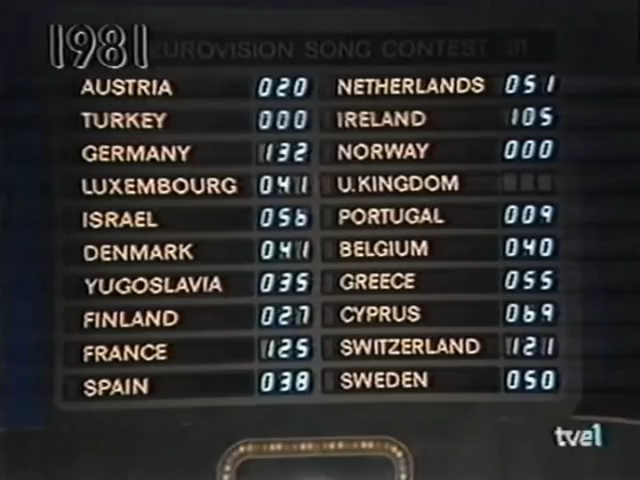 1981
EUROVISION SONG CONTEST 81
AUSTRIA 020 NETHERLANDS 051
TURKEY 000 IRELAND 105
GERMANY 132 NORWAY 000
LUXEMBOURG 041 U.KINGDOM
ISRAEL 056 PORTUGAL 009
DENMARK 041 BELGIUM 040
YUGOSLAVIA 035 GREECE 055
FINLAND 027 CYPRUS 069
FRANCE 125 SWITZERLAND 121
SPAIN 038 SWEDEN 050
tve1